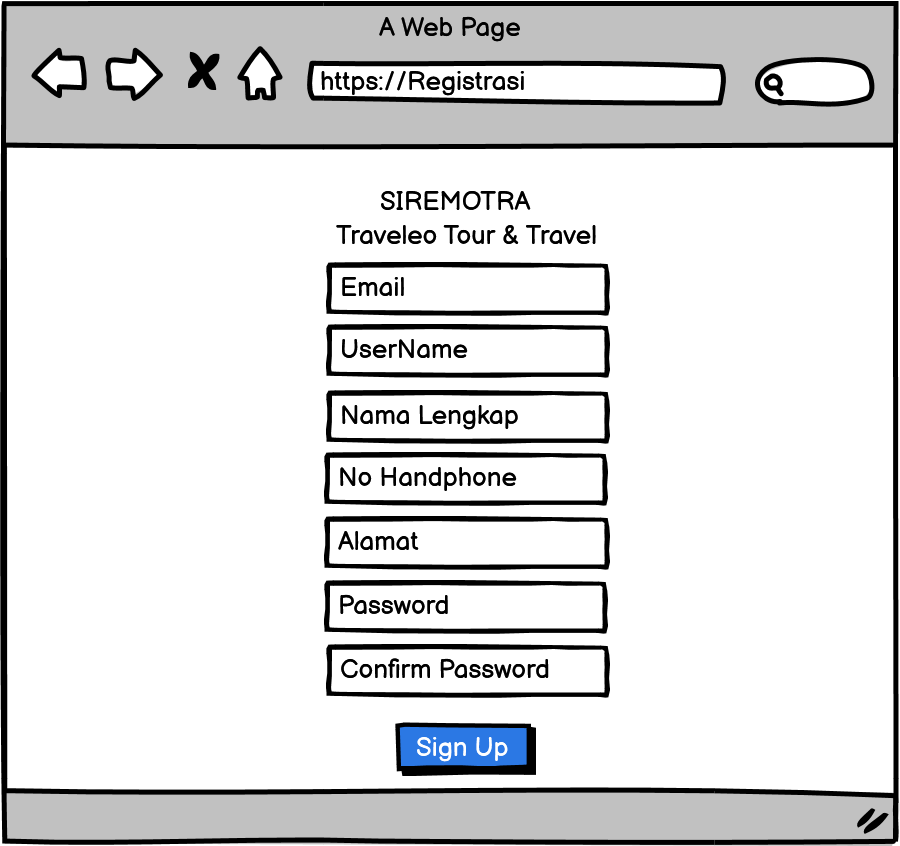 A Web Page
https://Registrasi
SIREMOTRA
Traveleo Tour & Travel
Email
UserName
Nama Lengkap
No Handphone
Alamat
Password
Confirm Password
Sign Up